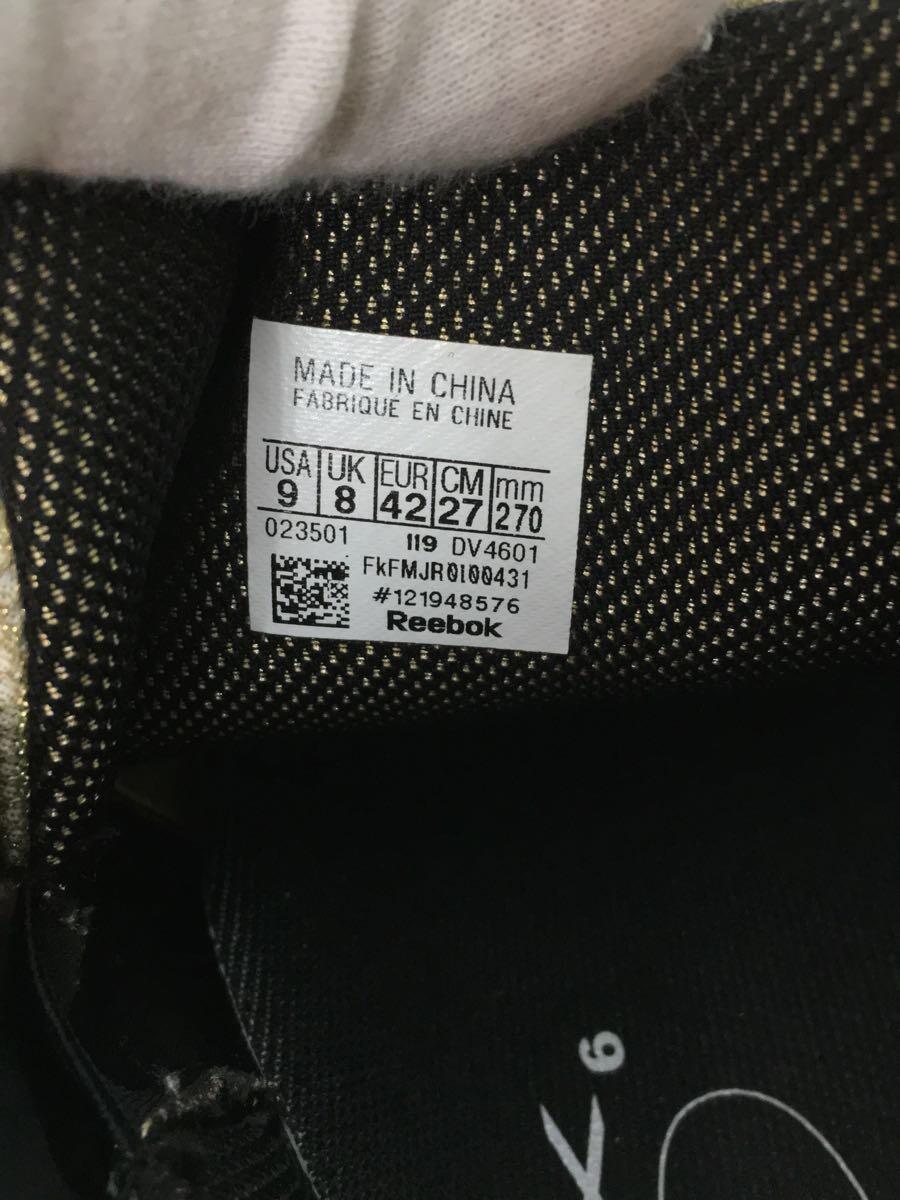 MADE IN CHINA
FABRIQUE EN CHINE
USA UK EUR CM mm
9 8 42 27 270
023501 119 DV4601
FkFMJR0100431
#121948576
Reebok